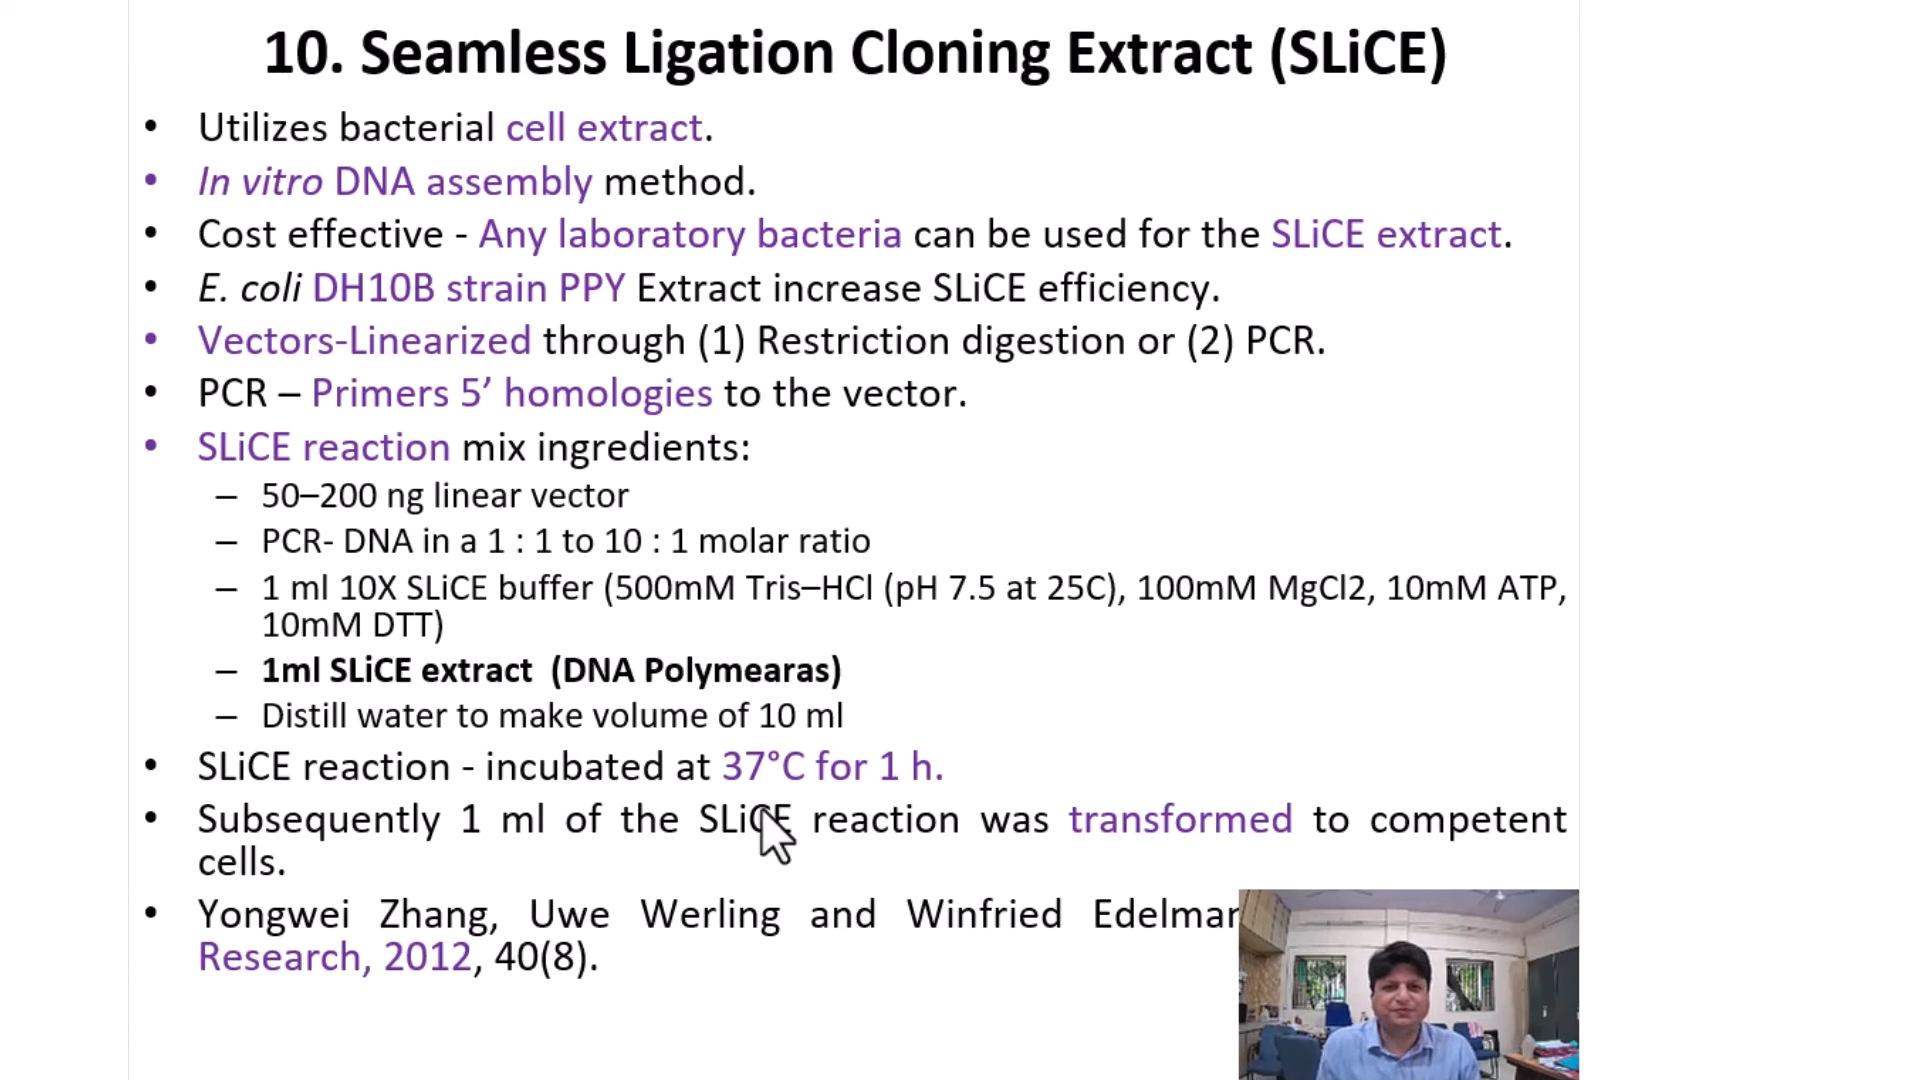 10. Seamless Ligation Cloning Extract (SLiCE)
• Utilizes bacterial cell extract.
• In vitro DNA assembly method.
• Cost effective - Any laboratory bacteria can be used for the SLiCE extract.
• E. coli DH10B strain PPY Extract increase SLiCE efficiency.
• Vectors-Linearized through (1) Restriction digestion or (2) PCR.
• PCR – Primers 5’ homologies to the vector.
• SLiCE reaction mix ingredients:
– 50–200 ng linear vector
– PCR- DNA in a 1 : 1 to 10 : 1 molar ratio
– 1 ml 10X SLiCE buffer (500mM Tris–HCl (pH 7.5 at 25C), 100mM MgCl2, 10mM ATP,
10mM DTT)
– 1ml SLiCE extract (DNA Polymearas)
– Distill water to make volume of 10 ml
• SLiCE reaction - incubated at 37°C for 1 h.
• Subsequently 1 ml of the SLiCE reaction was transformed to competent
cells.
• Yongwei Zhang, Uwe Werling and Winfried
Research, 2012, 40(8).